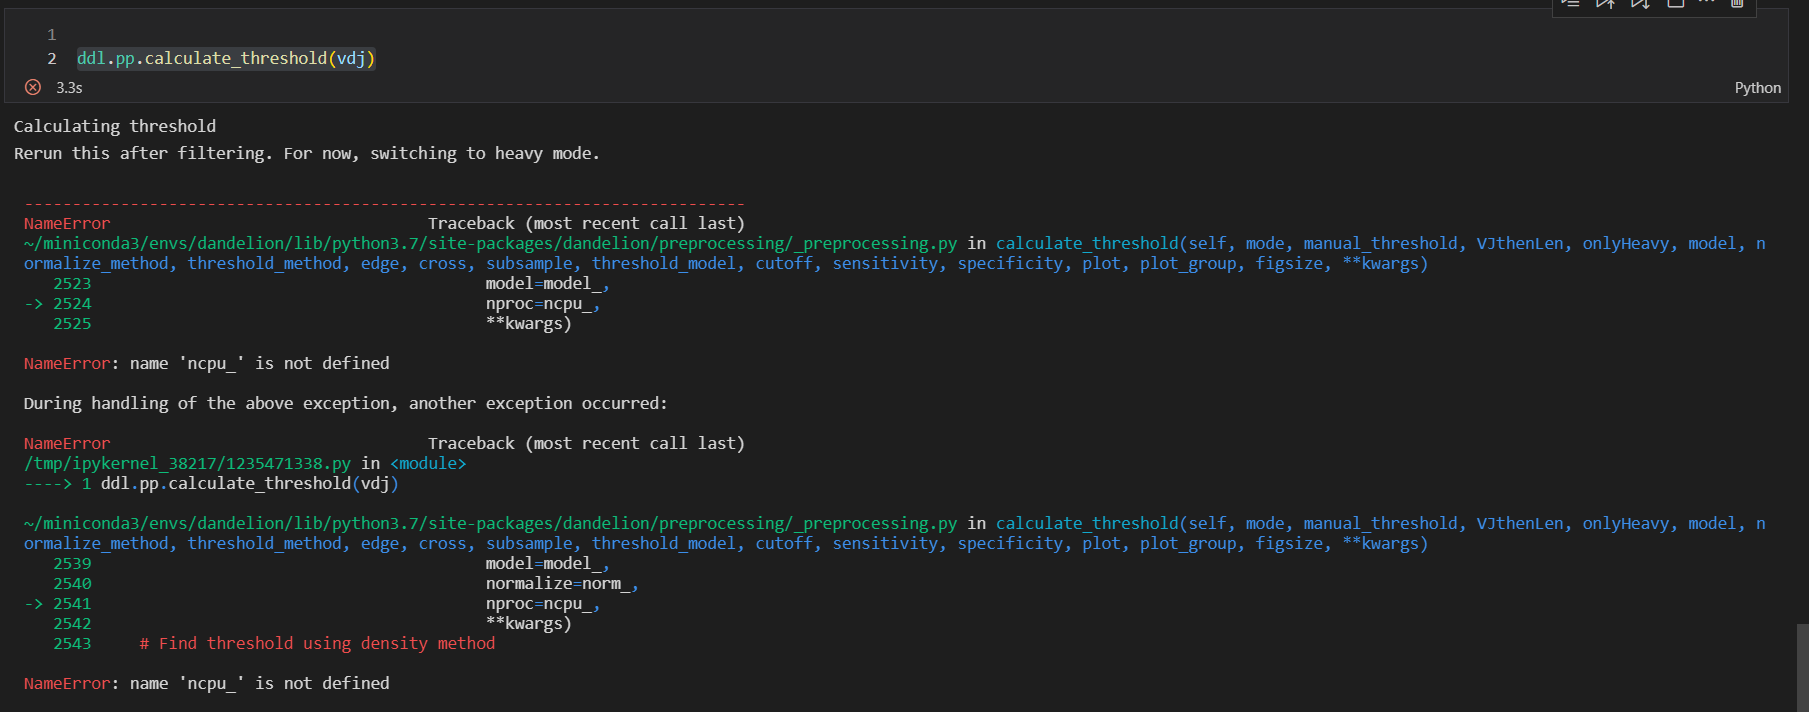 1
2 ddl.pp.calculate_threshold(vdj)
3.3s
Python
Calculating threshold
Rerun this after filtering. For now, switching to heavy mode.
---------------------------------------------------------------------------
NameError                                 Traceback (most recent call last)
~/miniconda3/envs/dandelion/lib/python3.7/site-packages/dandelion/preprocessing/_preprocessing.py in calculate_threshold(self, mode, manual_threshold, VJthenLen, onlyHeavy, model, n
ormalize_method, threshold_method, edge, cross, subsample, threshold_model, cutoff, sensitivity, specificity, plot, plot_group, figsize, **kwargs)
   2523                                         model=model_,
-> 2524                                         nproc=ncpu_,
   2525                                         **kwargs)
NameError: name 'ncpu_' is not defined
During handling of the above exception, another exception occurred:
NameError                                 Traceback (most recent call last)
/tmp/ipykernel_38217/1235471338.py in <module>
----> 1 ddl.pp.calculate_threshold(vdj)
~/miniconda3/envs/dandelion/lib/python3.7/site-packages/dandelion/preprocessing/_preprocessing.py in calculate_threshold(self, mode, manual_threshold, VJthenLen, onlyHeavy, model, n
ormalize_method, threshold_method, edge, cross, subsample, threshold_model, cutoff, sensitivity, specificity, plot, plot_group, figsize, **kwargs)
   2539                                         model=model_,
   2540                                         normalize=norm_,
-> 2541                                         nproc=ncpu_,
   2542                                         **kwargs)
   2543     # Find threshold using density method
NameError: name 'ncpu_' is not defined